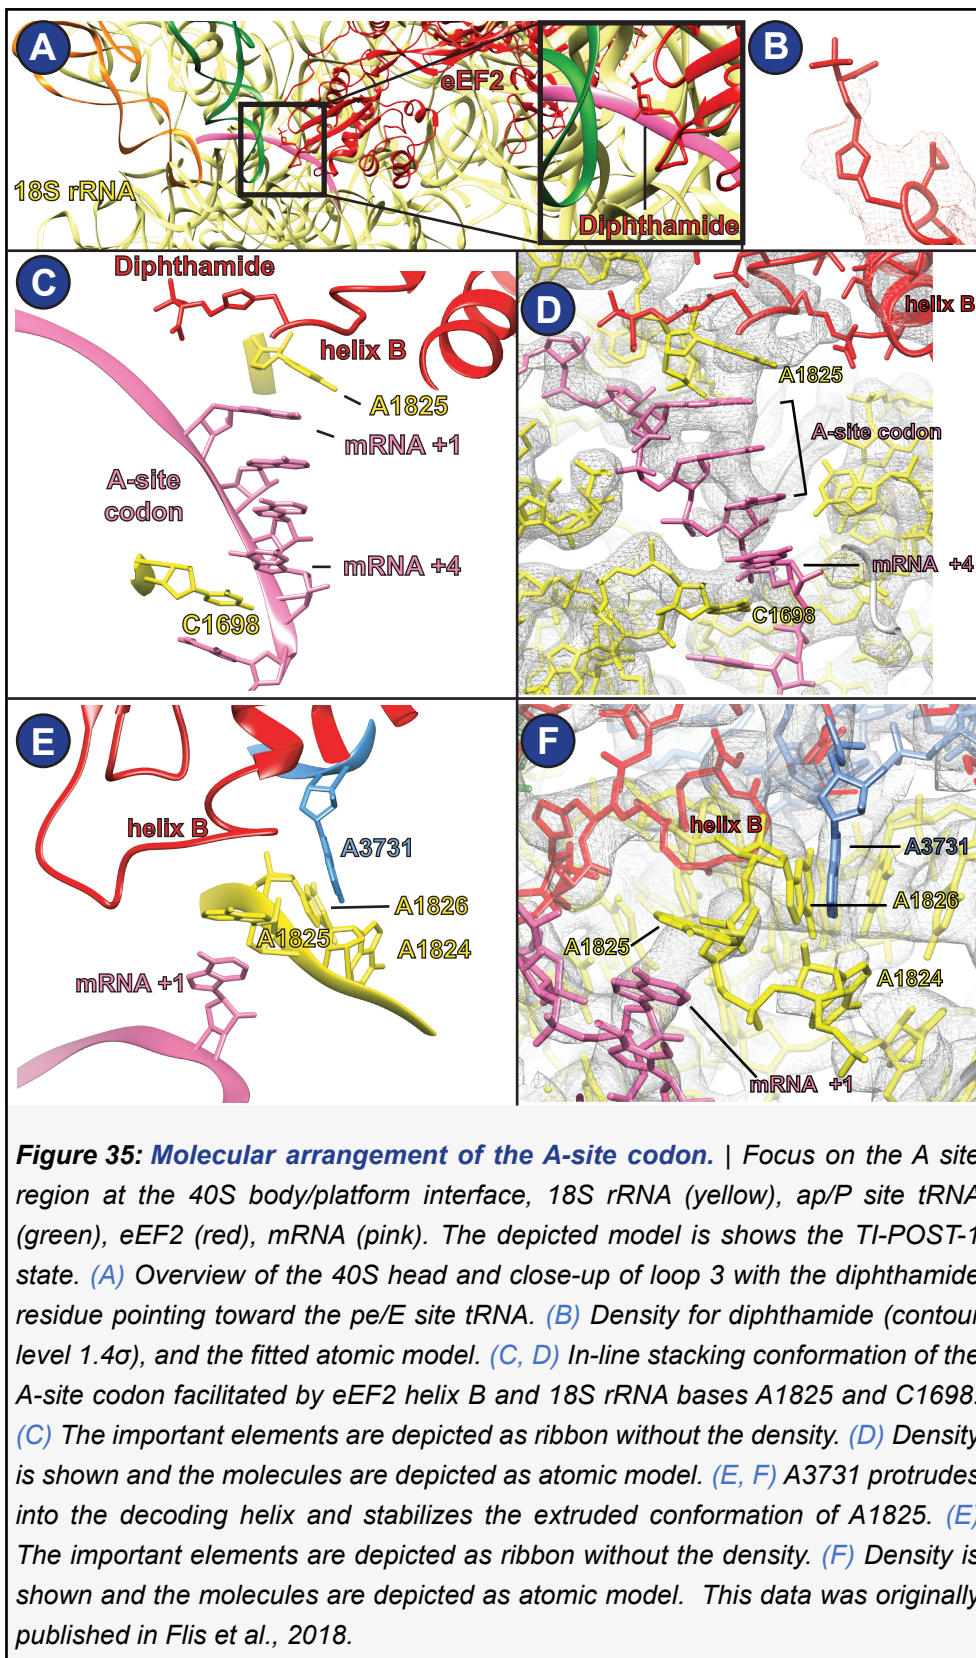 A
eEF2
18S rRNA
Diphthamide
B
C
Diphthamide
helix B
A1825
mRNA +1
A-site
codon
mRNA +4
C1698
D
helix B
A1825
A-site codon
mRNA +4
C1698
E
helix B
A3731
A1826
A1825
A1824
mRNA +1
F
helix B
A3731
A1826
A1825
A1824
mRNA +1
Figure 35: Molecular arrangement of the A-site codon. | Focus on the A site
region at the 40S body/platform interface, 18S rRNA (yellow), ap/P site tRNA
(green), eEF2 (red), mRNA (pink). The depicted model is shows the TI-POST-1
state. (A) Overview of the 40S head and close-up of loop 3 with the diphthamide
residue pointing toward the pe/E site tRNA. (B) Density for diphthamide (contour
level 1.4σ), and the fitted atomic model. (C, D) In-line stacking conformation of the
A-site codon facilitated by eEF2 helix B and 18S rRNA bases A1825 and C1698.
(C) The important elements are depicted as ribbon without the density. (D) Density
is shown and the molecules are depicted as atomic model. (E, F) A3731 protrudes
into the decoding helix and stabilizes the extruded conformation of A1825. (E)
The important elements are depicted as ribbon without the density. (F) Density is
shown and the molecules are depicted as atomic model. This data was originally
published in Flis et al., 2018.